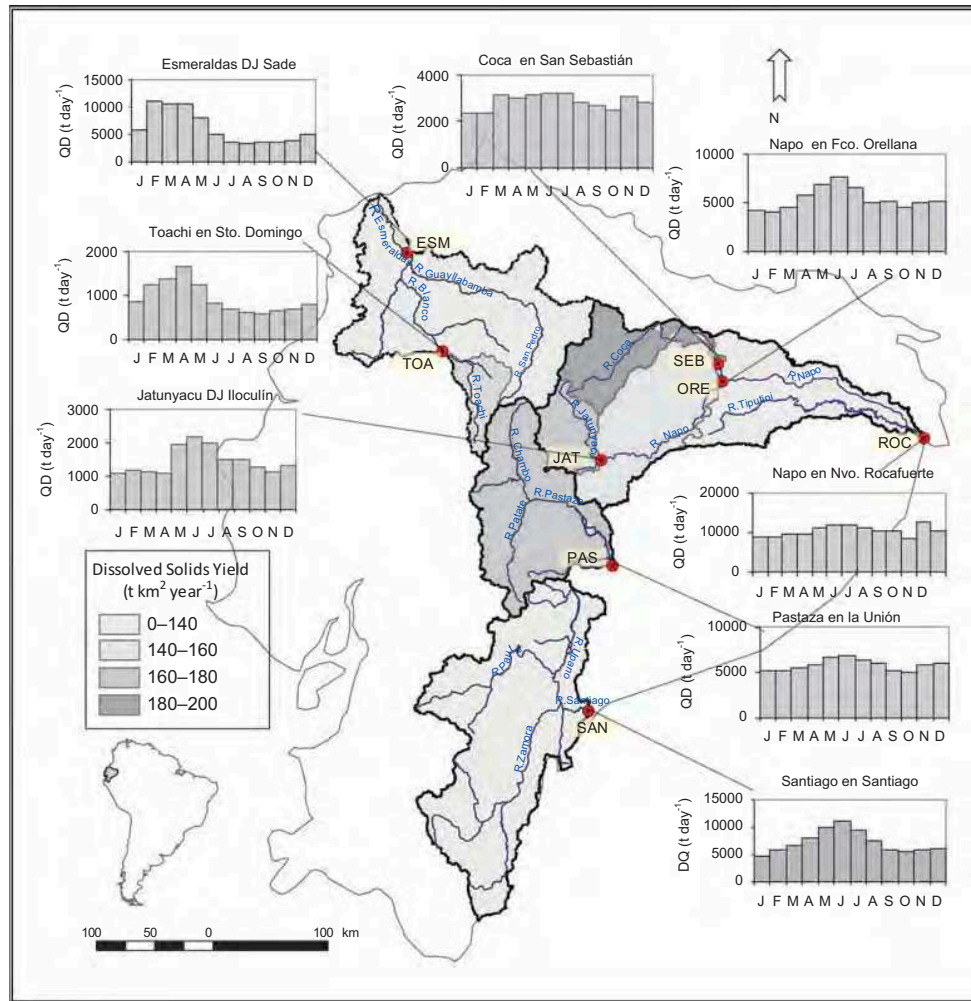 Esmeraldas DJ Sade
15000
10000
5000
0
QD (t day-1)
J F M A M J J A S O N D
Coca en San Sebastián
4000
2000
0
QD (t day-1)
J F M A M J J A S O N D
N
Napo en Fco. Orellana
10000
5000
0
QD (t day-1)
J F M A M J J A S O N D
Toachi en Sto. Domingo
2000
1000
0
QD (t day-1)
J F M A M J J A S O N D
Jatunyacu DJ Iloculín
3000
2000
1000
0
QD (t day-1)
J F M A M J J A S O N D
ESM
R.Esmeraldas
R.Guayllabamba
R.Blanco
R.San Pedro
TOA
R.Toachi
R.Coca
SEB
ORE
R.Napo
R.Tiputini
R. Napo
ROC
R.Jatunyacu
JAT
R. Chambo
R.Pastaza
R.Patate
PAS
Napo en Nvo. Rocafuerte
20000
10000
0
QD (t day-1)
J F M A M J J A S O N D
Dissolved Solids Yield
(t km2 year-1)
0–140
140–160
160–180
180–200
Pastaza en la Unión
10000
5000
0
QD (t day-1)
J F M A M J J A S O N D
R.Upano
R.Santiago
SAN
R.Zamora
Santiago en Santiago
15000
10000
5000
0
DQ (t day-1)
J F M A M J J A S O N D
100 50 0 100 km